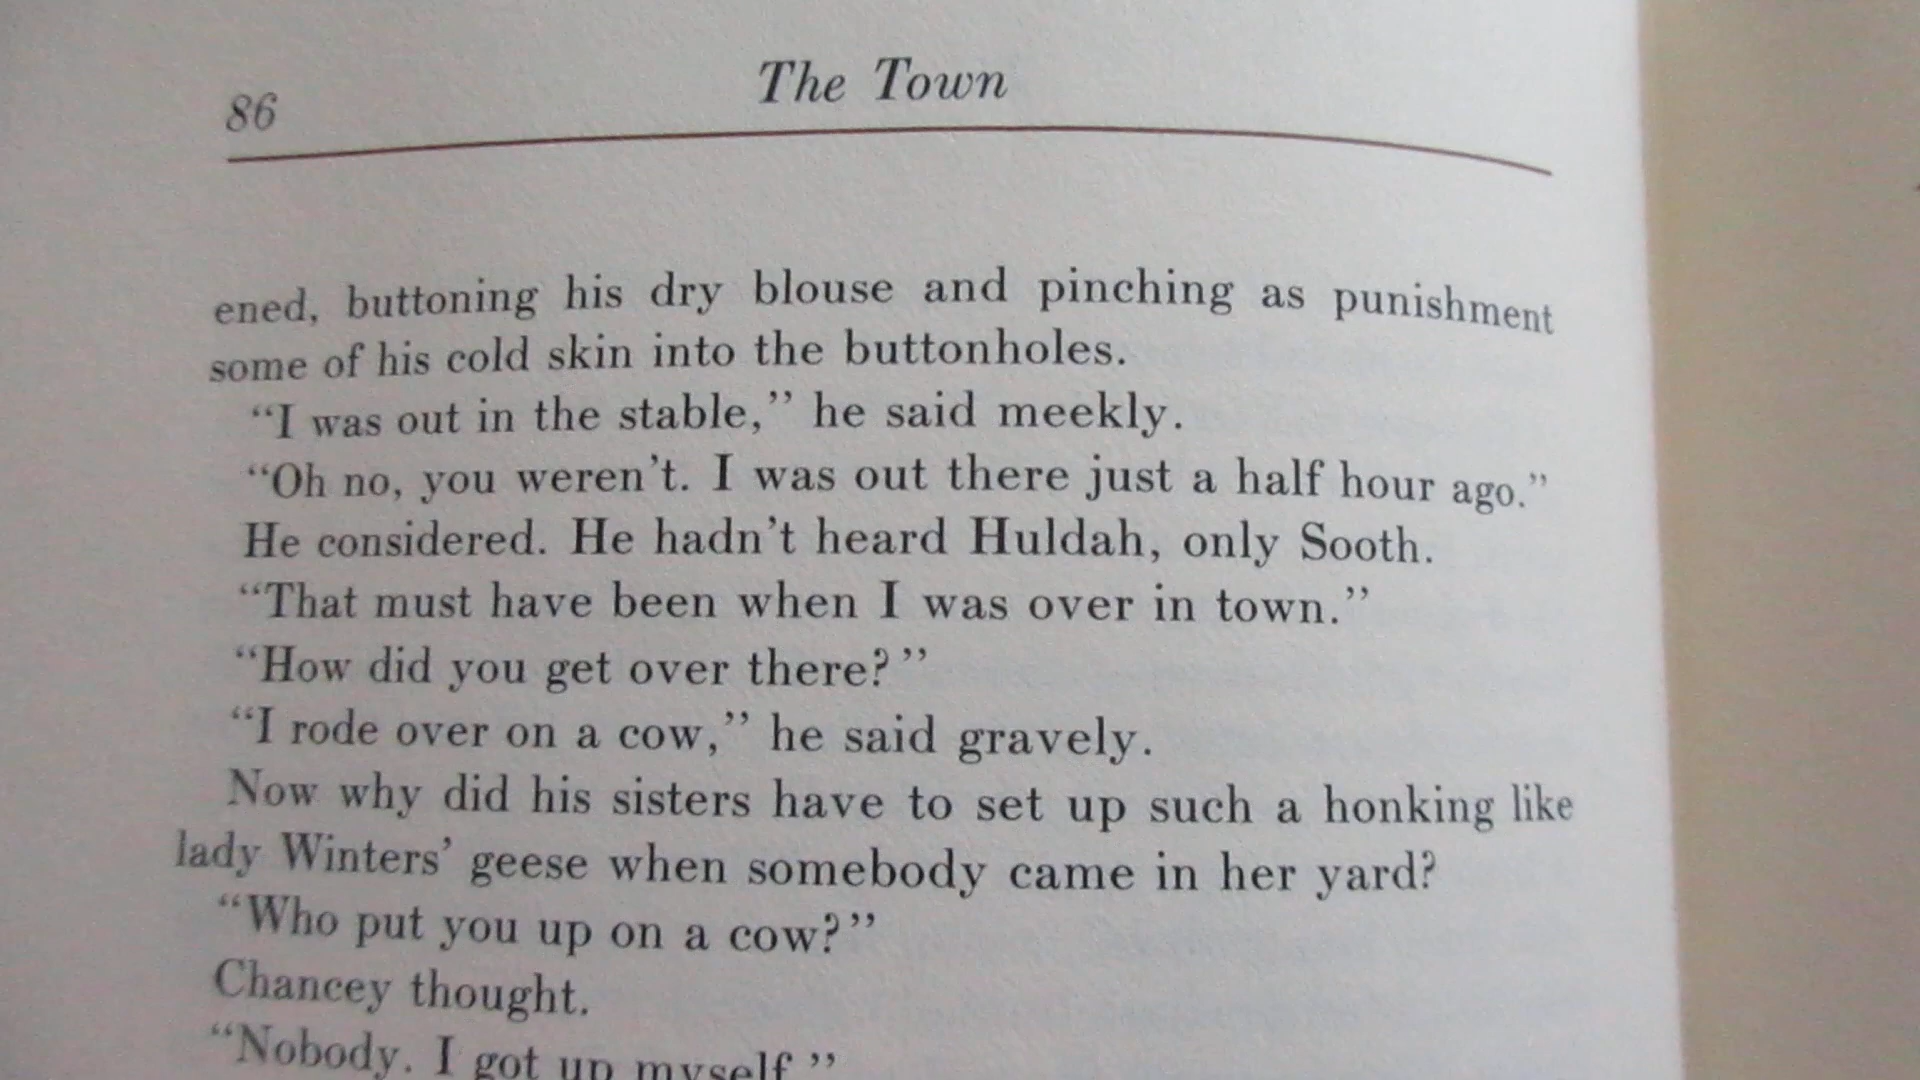 86
The Town
ened, buttoning his dry blouse and pinching as punishment
some of his cold skin into the buttonholes.
“I was out in the stable,” he said meekly.
“Oh no, you weren't. I was out there just a half hour ago.”
He considered. He hadn't heard Huldah, only Sooth.
“That must have been when I was over in town.”
“How did you get over there?”
“I rode over on a cow,” he said gravely.
Now why did his sisters have to set up such a honking like
lady Winters' geese when somebody came in her yard?
“Who put you up on a cow?”
Chancey thought.
“Nobody. I got up myself.”